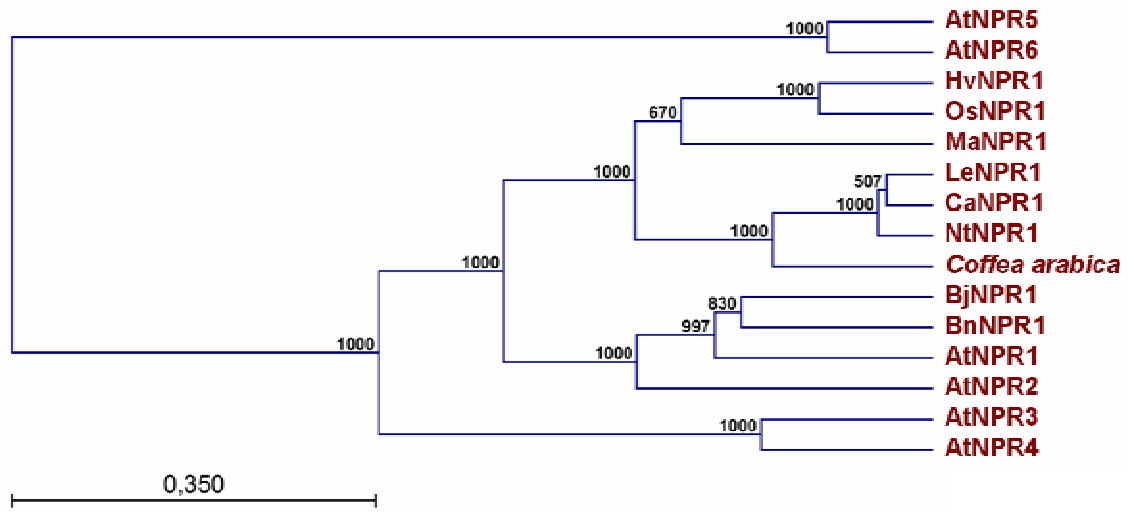 AtNPR5
1000
AtNPR6
HvNPR1
1000
OsNPR1
670
MaNPR1
1000
LeNPR1
507
CaNPR1
1000
NtNPR1
1000
Coffea arabica
1000
BjNPR1
830
BnNPR1
997
AtNPR1
1000
1000
AtNPR2
AtNPR3
1000
AtNPR4
0,350